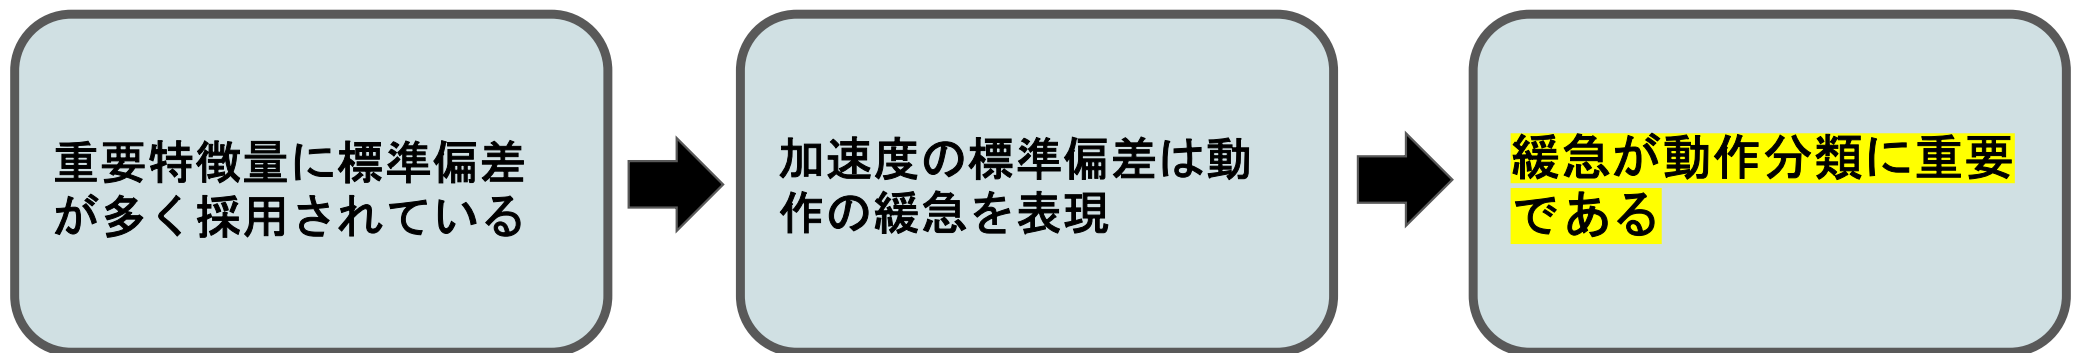 重要特徴量に標準偏差
が多く採用されている
加速度の標準偏差は動
作の緩急を表現
緩急が動作分類に重要
である